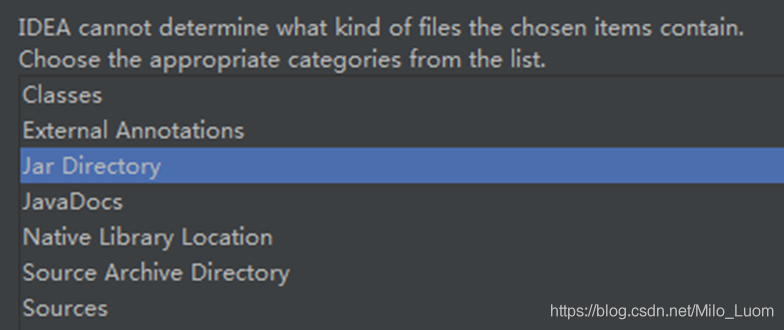 IDEA cannot determine what kind of files the chosen items contain.
Choose the appropriate categories from the list.
Classes
External Annotations
Jar Directory
JavaDocs
Native Library Location
Source Archive Directory
Sources
https://blog.csdn.net/Milo_Luom